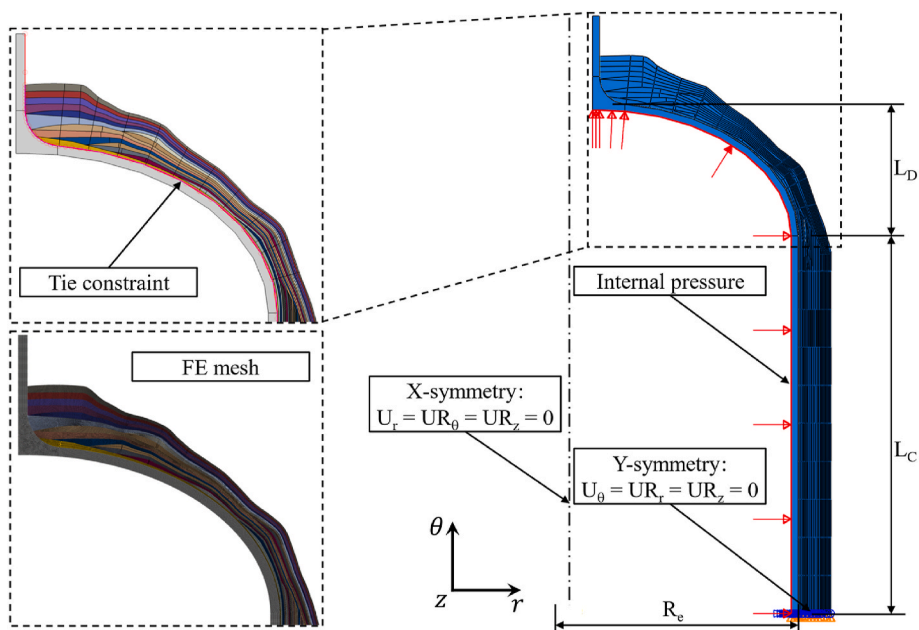 Tie constraint
FE mesh
L_D
Internal pressure
X-symmetry:
U_r = UR_θ = UR_z = 0
L_C
Y-symmetry:
U_θ = UR_r = UR_z = 0
θ
z
r
R_e